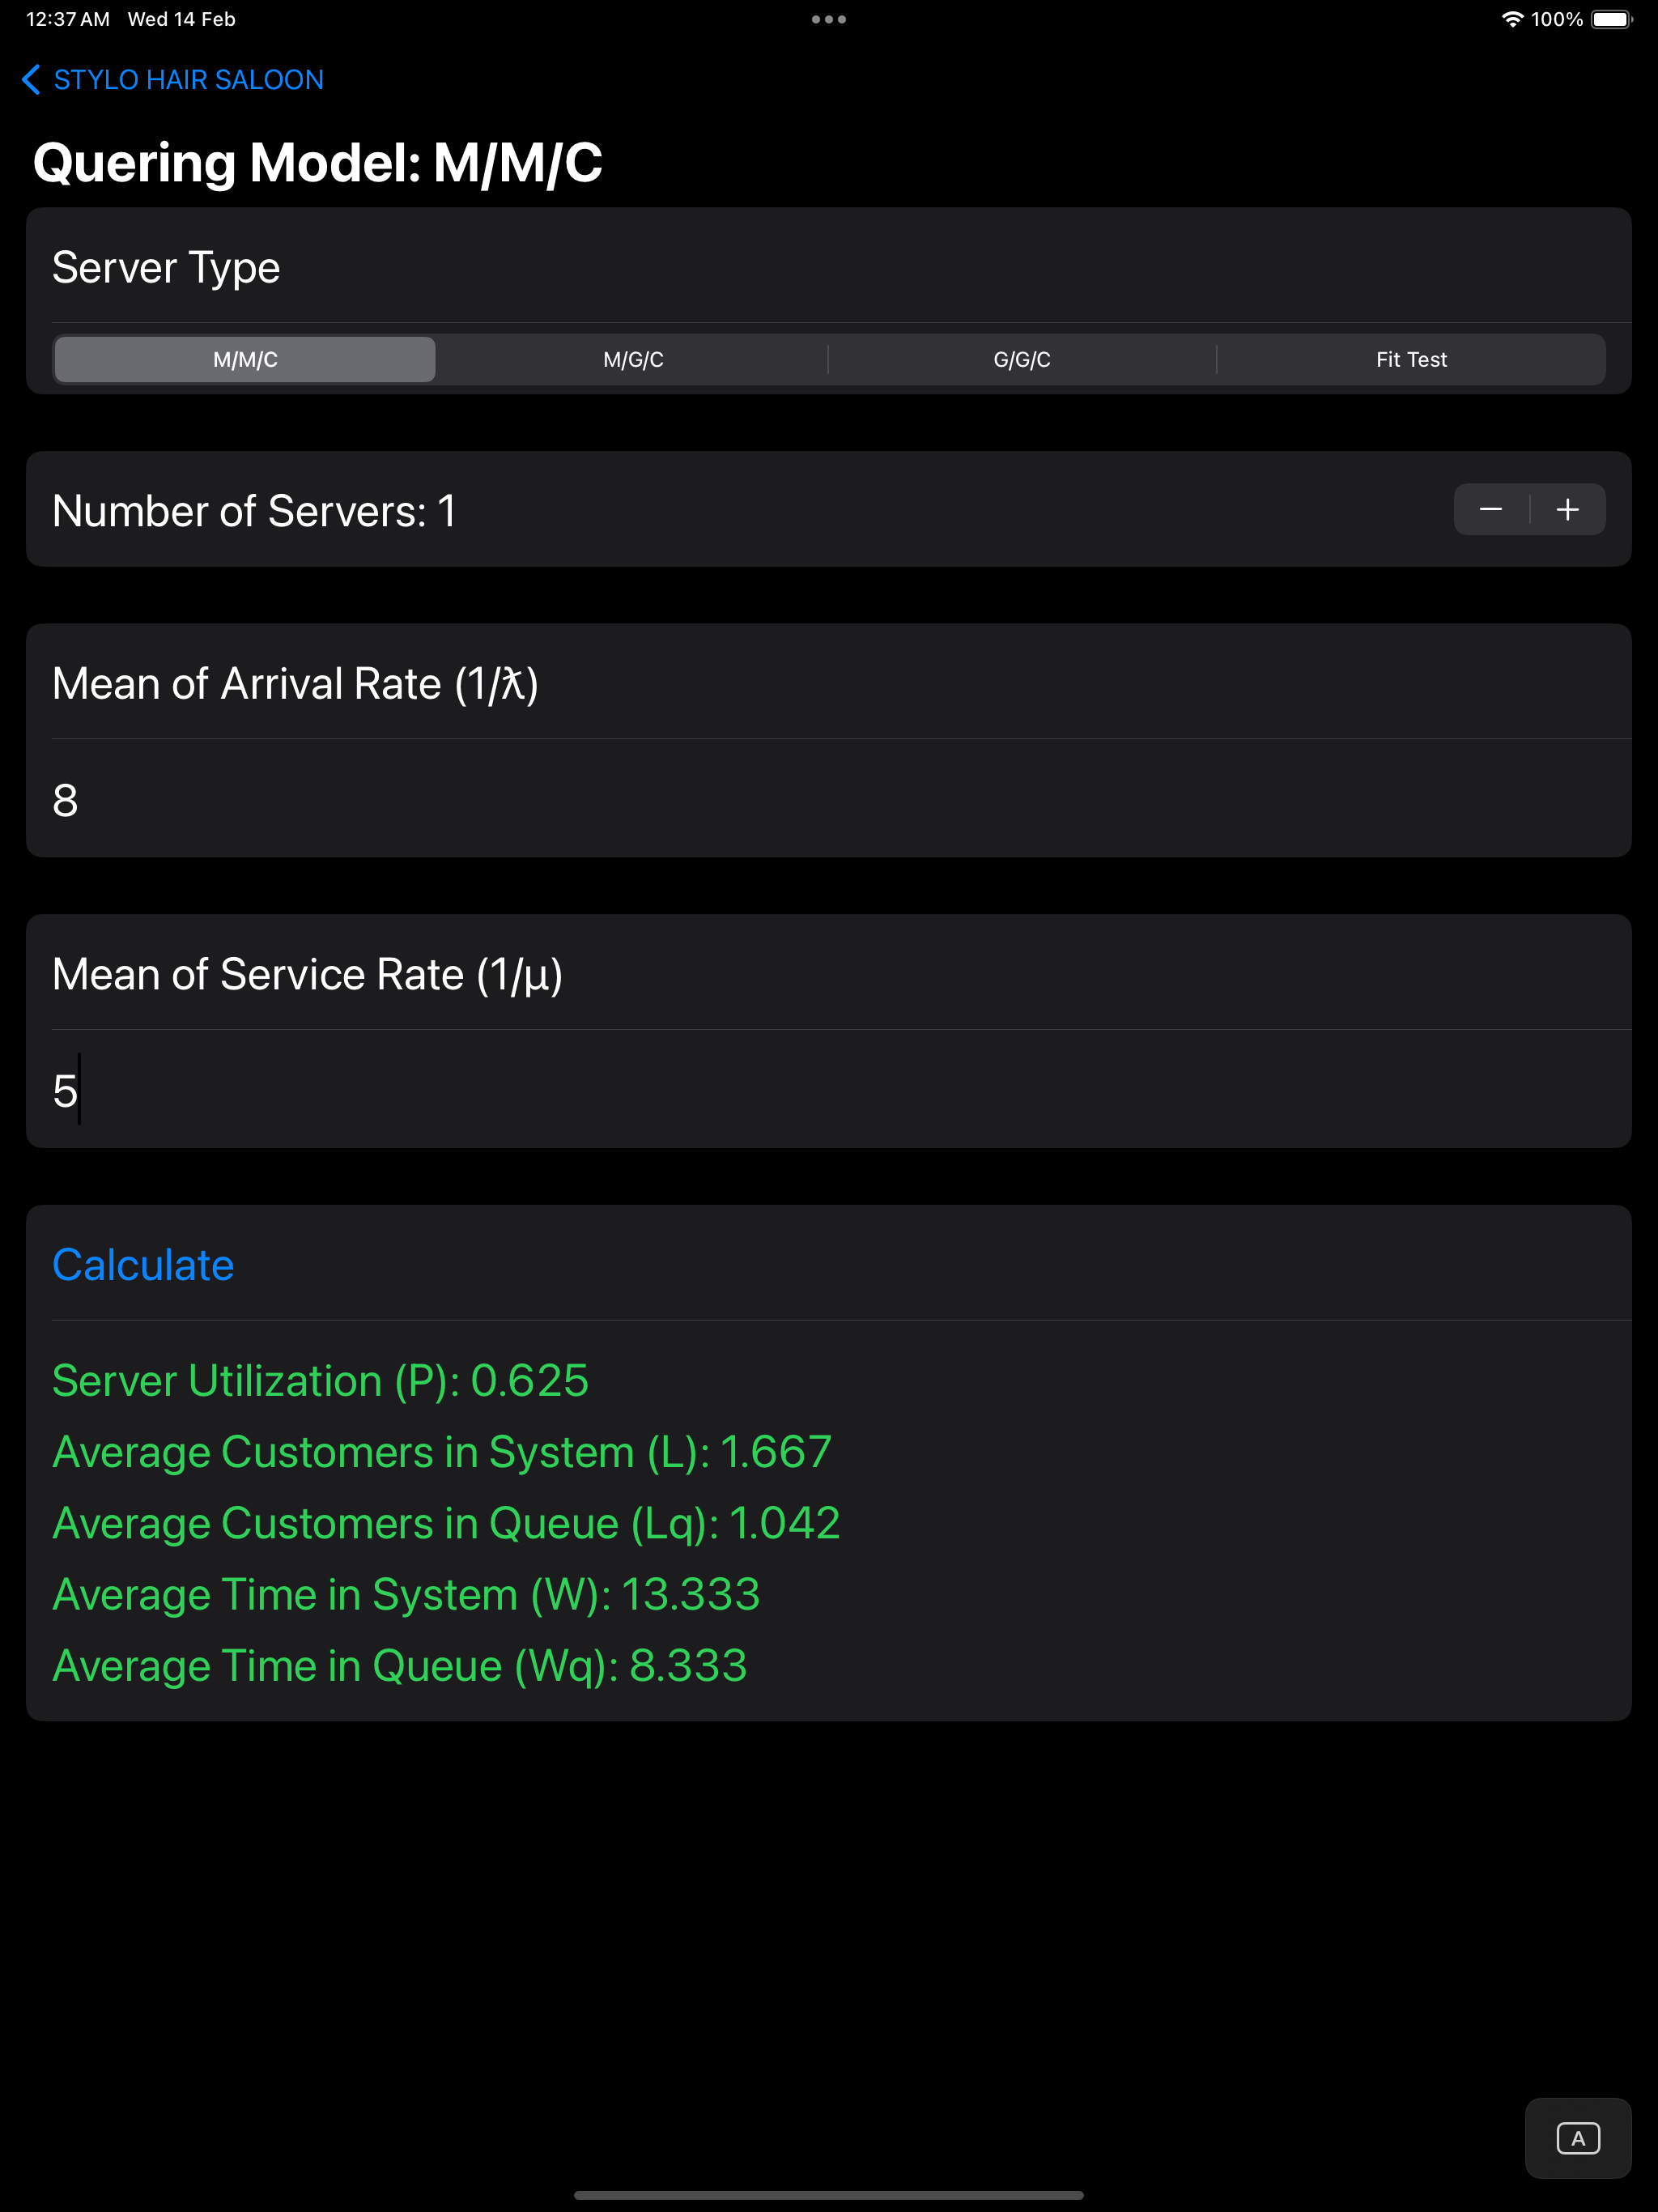 12:37 AM Wed 14 Feb
100%
STYLO HAIR SALOON
Quering Model: M/M/C
Server Type
M/M/C M/G/C G/G/C Fit Test
Number of Servers: 1
Mean of Arrival Rate (1/ƛ)
8
Mean of Service Rate (1/µ)
5
Calculate
Server Utilization (P): 0.625
Average Customers in System (L): 1.667
Average Customers in Queue (Lq): 1.042
Average Time in System (W): 13.333
Average Time in Queue (Wq): 8.333
A